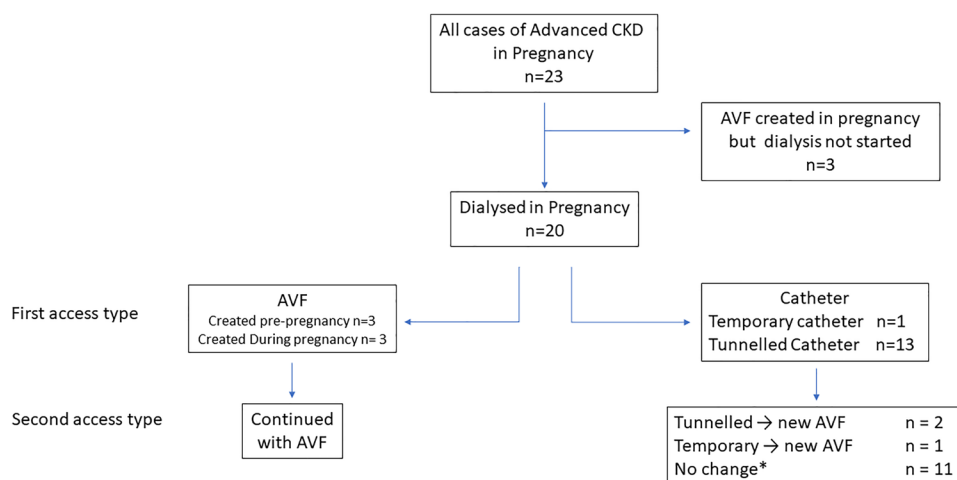 All cases of Advanced CKD
in Pregnancy
n=23
AVF created in pregnancy
but dialysis not started
n=3
Dialysed in Pregnancy
n=20
First access type
AVF
Created pre-pregnancy n=3
Created During pregnancy n= 3
Catheter
Temporary catheter n=1
Tunnelled Catheter n=13
Second access type
Continued
with AVF
Tunnelled → new AVF n = 2
Temporary → new AVF n = 1
No change* n = 11